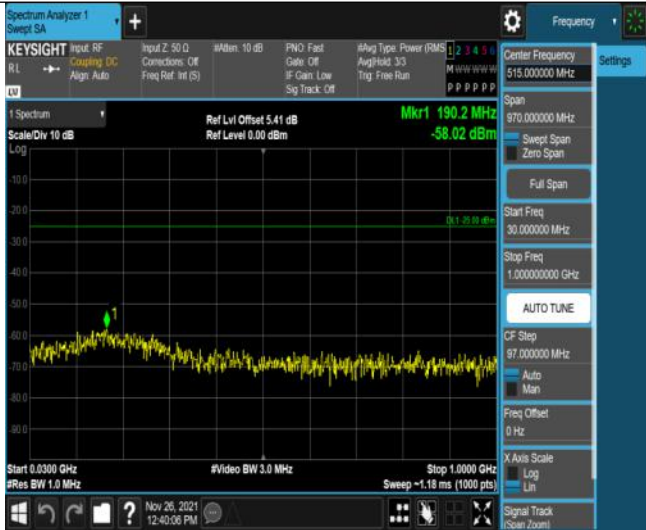 Spectrum Analyzer 1
Swept SA
+
Frequency
KEYSIGHT
RL
LV
Input: RF
Coupling: DC
Align: Auto
Input Z: 50 Ω
Corrections: Off
Freq Ref: Int (S)
#Atten: 10 dB
PNO: Fast
Gate: Off
IF Gain: Low
Sig Track: Off
#Avg Type: Power (RMS
Avg|Hold: 3/3
Trig: Free Run
1 2 3 4 5 6
M W W W W W
P P P P P P
1 Spectrum
Scale/Div 10 dB
Log
Ref Lvl Offset 5.41 dB
Ref Level 0.00 dBm
Mkr1 190.2 MHz
-58.02 dBm
-10.0
-20.0
-30.0
-40.0
-50.0
-60.0
-70.0
-80.0
-90.0
DL1 -25.00 dBm
1
Start 0.0300 GHz
#Res BW 1.0 MHz
#Video BW 3.0 MHz
Stop 1.0000 GHz
Sweep ~1.18 ms (1000 pts)
Nov 26, 2021
12:40:06 PM
?
Center Frequency
515.000000 MHz
Span
970.000000 MHz
Swept Span
Zero Span
Full Span
Start Freq
30.000000 MHz
Stop Freq
1.000000000 GHz
AUTO TUNE
CF Step
97.000000 MHz
Auto
Man
Freq Offset
0 Hz
X Axis Scale
Log
Lin
Signal Track
(Span Zoom)
Settings